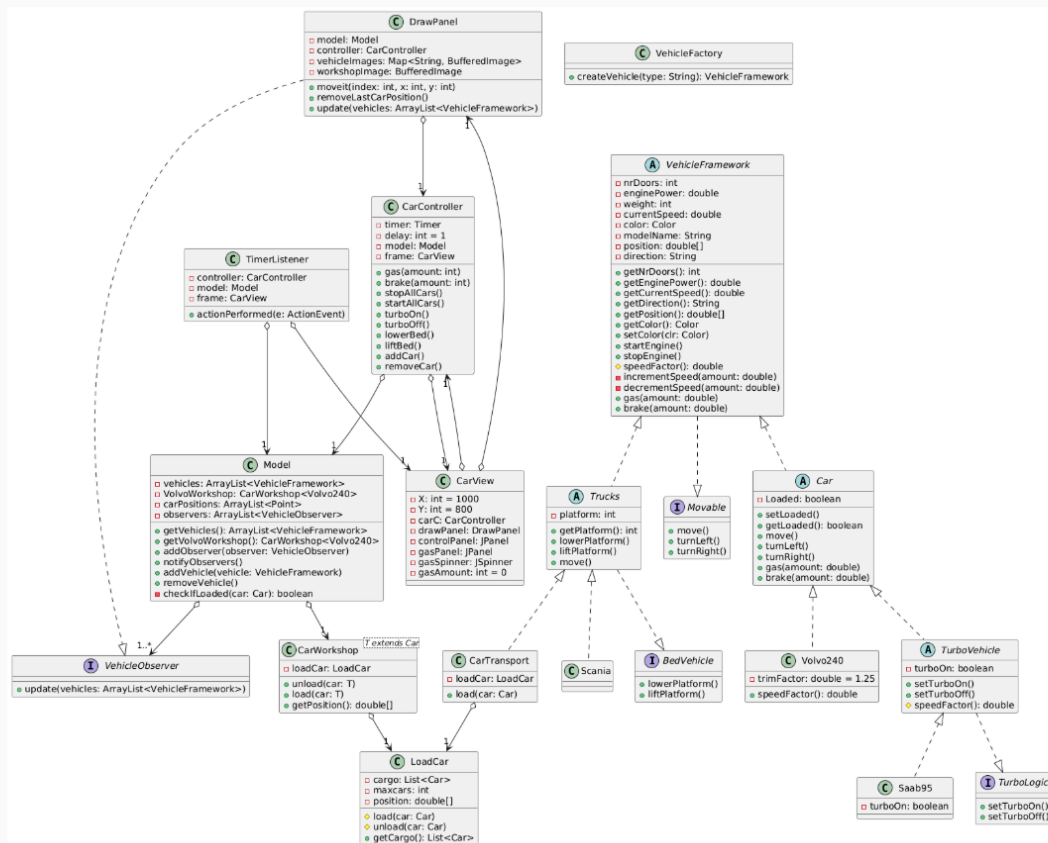 C DrawPanel
model: Model
controller: CarController
vehicleImages: Map<String, BufferedImage>
workshopImage: BufferedImage
moveit(index: int, x: int, y: int)
removeLastCarPosition()
update(vehicles: ArrayList<VehicleFramework>)
C VehicleFactory
createVehicle(type: String): VehicleFramework
1
A VehicleFramework
nrDoors: int
enginePower: double
weight: int
currentSpeed: double
color: Color
modelName: String
position: double[]
direction: String
getNrDoors(): int
getEnginePower(): double
getCurrentSpeed(): double
getDirection(): String
getPosition(): double[]
getColor(): Color
setColor(clr: Color)
startEngine()
stopEngine()
speedFactor(): double
incrementSpeed(amount: double)
decrementSpeed(amount: double)
gas(amount: double)
brake(amount: double)
1
C CarController
timer: Timer
delay: int = 1
model: Model
frame: CarView
gas(amount: int)
brake(amount: int)
stopAllCars()
startAllCars()
turboOn()
turboOff()
lowerBed()
liftBed()
addCar()
removeCar()
C TimerListener
controller: CarController
model: Model
frame: CarView
actionPerformed(e: ActionEvent)
1
1
1
1
1
C Model
vehicles: ArrayList<VehicleFramework>
VolvoWorkshop: CarWorkshop<Volvo240>
carPositions: ArrayList<Point>
observers: ArrayList<VehicleObserver>
getVehicles(): ArrayList<VehicleFramework>
getVolvoWorkshop(): CarWorkshop<Volvo240>
addObserver(observer: VehicleObserver)
notifyObservers()
addVehicle(vehicle: VehicleFramework)
removeVehicle()
checkIfLoaded(car: Car): boolean
C CarView
X: int = 1000
Y: int = 800
carC: CarController
drawPanel: DrawPanel
controlPanel: JPanel
gasPanel: JPanel
gasSpinner: JSpinner
gasAmount: int = 0
A Trucks
platform: int
getPlatform(): int
lowerPlatform()
liftPlatform()
move()
I Movable
move()
turnLeft()
turnRight()
A Car
Loaded: boolean
setLoaded()
getLoaded(): boolean
move()
turnLeft()
turnRight()
gas(amount: double)
brake(amount: double)
1..*
1
I VehicleObserver
update(vehicles: ArrayList<VehicleFramework>)
C CarWorkshop
T extends Car
loadCar: LoadCar
unload(car: T)
load(car: T)
getPosition(): double[]
C CarTransport
loadCar: LoadCar
load(car: Car)
C Scania
I BedVehicle
lowerPlatform()
liftPlatform()
C Volvo240
trimFactor: double = 1.25
speedFactor(): double
A TurboVehicle
turboOn: boolean
setTurboOn()
setTurboOff()
speedFactor(): double
1
1
C LoadCar
cargo: List<Car>
maxcars: int
position: double[]
load(car: Car)
unload(car: Car)
getCargo(): List<Car>
C Saab95
turboOn: boolean
I TurboLogic
setTurboOn()
setTurboOff()